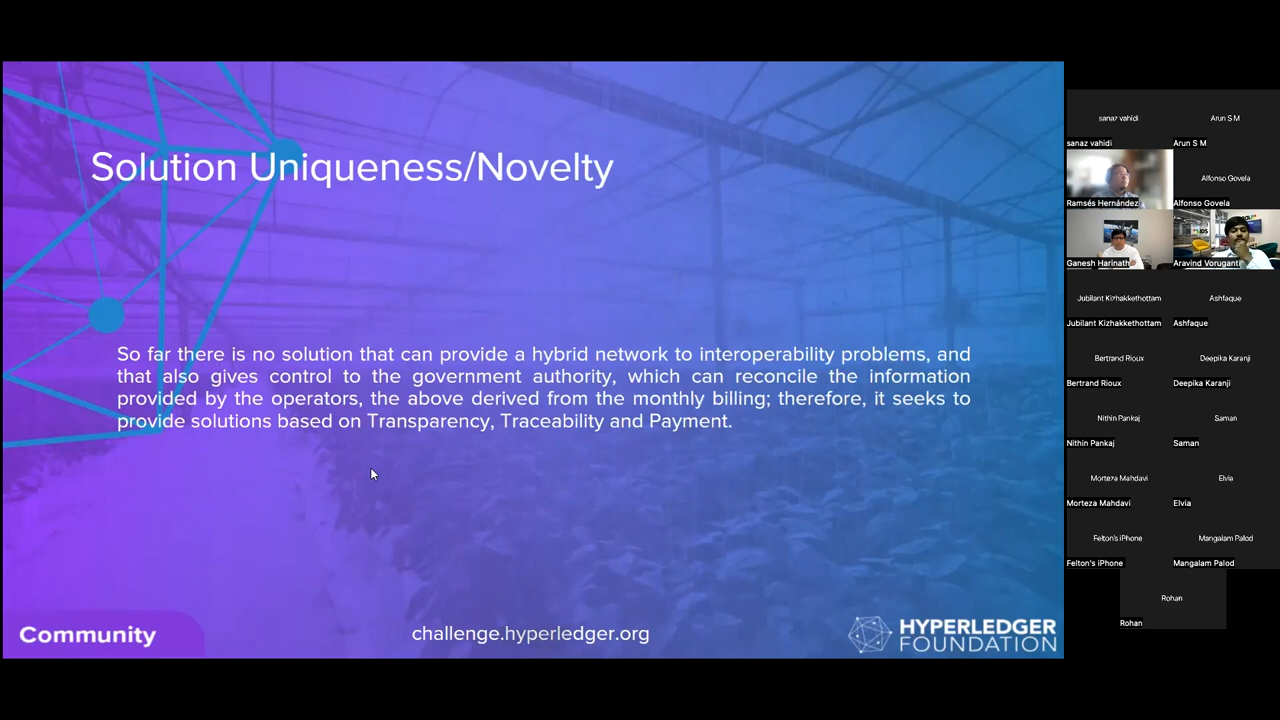 Solution Uniqueness/Novelty
So far there is no solution that can provide a hybrid network to interoperability problems, and
that also gives control to the government authority, which can reconcile the information
provided by the operators, the above derived from the monthly billing; therefore, it seeks to
provide solutions based on Transparency, Traceability and Payment.
Community
challenge.hyperledger.org
HYPERLEDGER
FOUNDATION
sanaz vahidi
Arun S M
sanaz vahidi
Arun S M
Alfonso Govela
Ramsés Hernández
Alfonso Govela
Ganesh Harinath
Aravind Voruganti
Jubilant Kizhakkethottam
Ashfaque
Jubilant Kizhakkethottam
Ashfaque
Bertrand Rioux
Deepika Karanji
Bertrand Rioux
Deepika Karanji
Nithin Pankaj
Saman
Nithin Pankaj
Saman
Morteza Mahdavi
Elvia
Morteza Mahdavi
Elvia
Felton's iPhone
Mangalam Palod
Felton's iPhone
Mangalam Palod
Rohan
Rohan